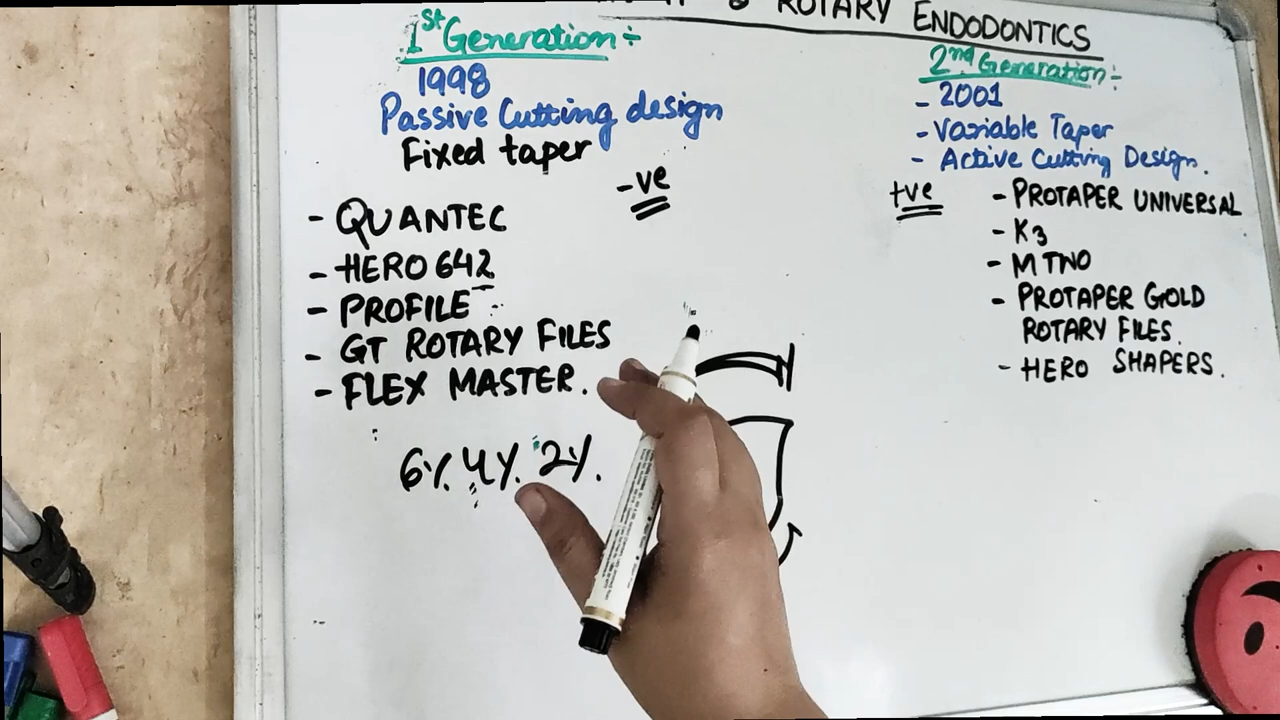 ROTARY ENDODONTICS
1st Generation:-
1998
Passive Cutting design
Fixed taper
-ve
- QUANTEC
- HERO 642
- PROFILE
- GT ROTARY FILES
- FLEX MASTER.
6% 4% 2%.
2nd Generation:-
- 2001
- Variable Taper
- Active Cutting Design.
+ve
- PROTAPER UNIVERSAL
- K3
- MTWO
- PROTAPER GOLD
ROTARY FILES.
- HERO SHAPERS.